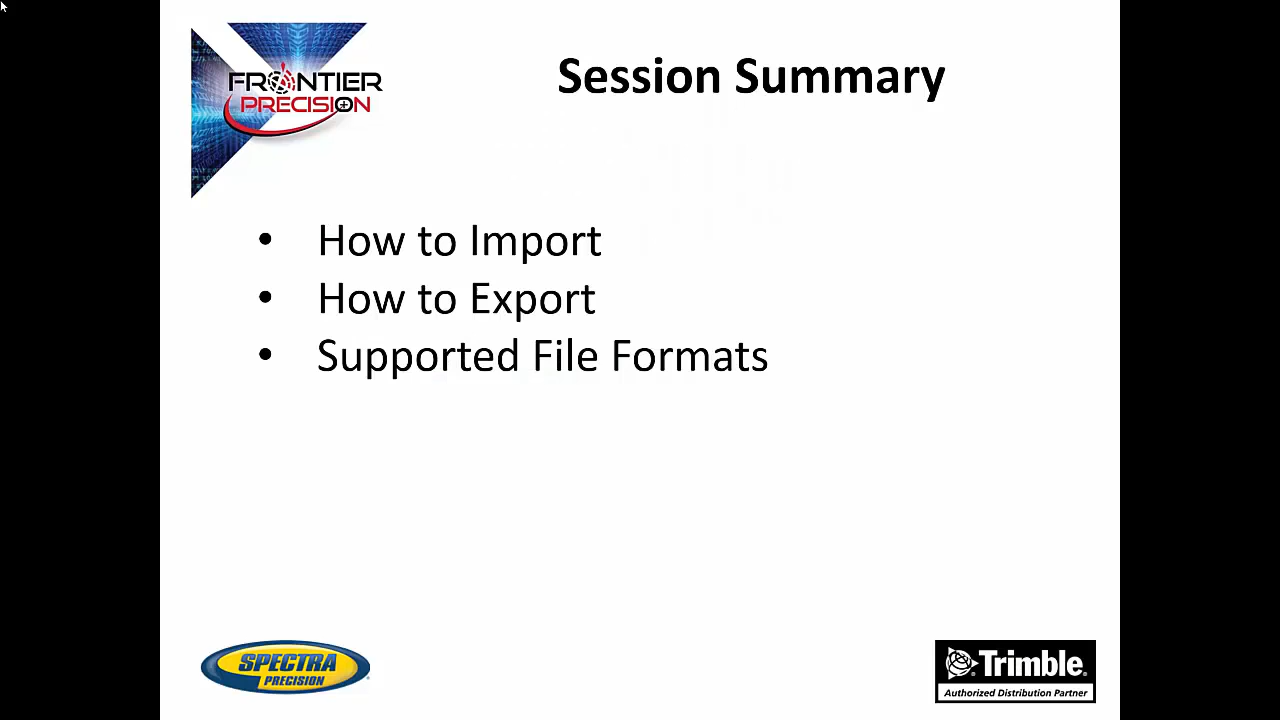 FRONTIER
PRECISION
Session Summary
• How to Import
• How to Export
• Supported File Formats
SPECTRA
PRECISION
Trimble.
Authorized Distribution Partner